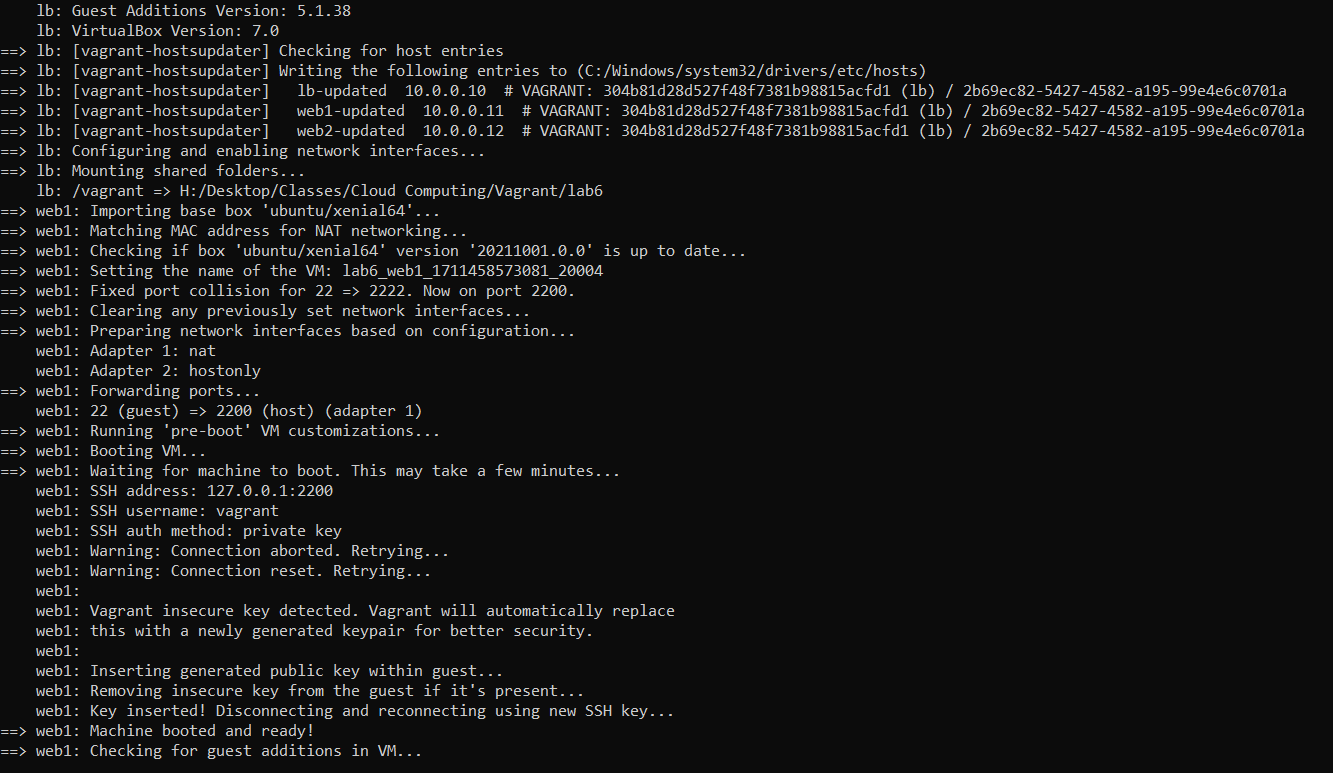 lb: Guest Additions Version: 5.1.38
lb: VirtualBox Version: 7.0
==> lb: [vagrant-hostsupdater] Checking for host entries
==> lb: [vagrant-hostsupdater] Writing the following entries to (C:/Windows/system32/drivers/etc/hosts)
==> lb: [vagrant-hostsupdater]   lb-updated  10.0.0.10  # VAGRANT: 304b81d28d527f48f7381b98815acfd1 (lb) / 2b69ec82-5427-4582-a195-99e4e6c0701a
==> lb: [vagrant-hostsupdater]   web1-updated  10.0.0.11  # VAGRANT: 304b81d28d527f48f7381b98815acfd1 (lb) / 2b69ec82-5427-4582-a195-99e4e6c0701a
==> lb: [vagrant-hostsupdater]   web2-updated  10.0.0.12  # VAGRANT: 304b81d28d527f48f7381b98815acfd1 (lb) / 2b69ec82-5427-4582-a195-99e4e6c0701a
==> lb: Configuring and enabling network interfaces...
==> lb: Mounting shared folders...
lb: /vagrant => H:/Desktop/Classes/Cloud Computing/Vagrant/lab6
==> web1: Importing base box 'ubuntu/xenial64'...
==> web1: Matching MAC address for NAT networking...
==> web1: Checking if box 'ubuntu/xenial64' version '20211001.0.0' is up to date...
==> web1: Setting the name of the VM: lab6_web1_1711458573081_20004
==> web1: Fixed port collision for 22 => 2222. Now on port 2200.
==> web1: Clearing any previously set network interfaces...
==> web1: Preparing network interfaces based on configuration...
web1: Adapter 1: nat
web1: Adapter 2: hostonly
==> web1: Forwarding ports...
web1: 22 (guest) => 2200 (host) (adapter 1)
==> web1: Running 'pre-boot' VM customizations...
==> web1: Booting VM...
==> web1: Waiting for machine to boot. This may take a few minutes...
web1: SSH address: 127.0.0.1:2200
web1: SSH username: vagrant
web1: SSH auth method: private key
web1: Warning: Connection aborted. Retrying...
web1: Warning: Connection reset. Retrying...
web1:
web1: Vagrant insecure key detected. Vagrant will automatically replace
web1: this with a newly generated keypair for better security.
web1:
web1: Inserting generated public key within guest...
web1: Removing insecure key from the guest if it's present...
web1: Key inserted! Disconnecting and reconnecting using new SSH key...
==> web1: Machine booted and ready!
==> web1: Checking for guest additions in VM...